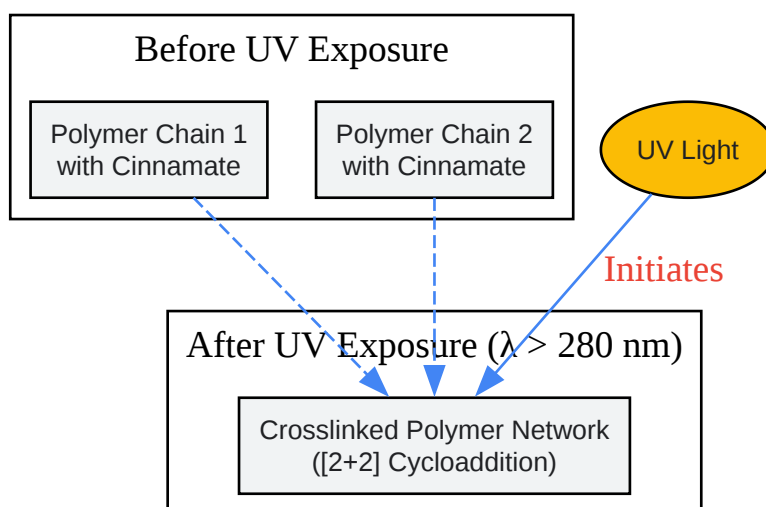 Before UV Exposure
Polymer Chain 1
with Cinnamate
Polymer Chain 2
with Cinnamate
UV Light
Initiates
After UV Exposure (λ > 280 nm)
Crosslinked Polymer Network
([2+2] Cycloaddition)